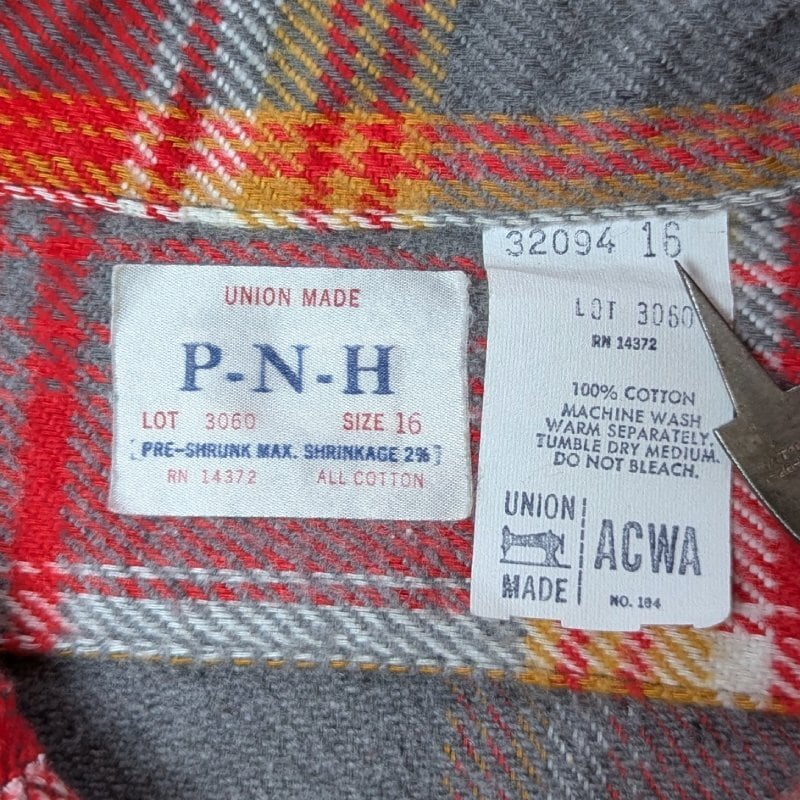 UNION MADE
P-N-H
LOT 3060 SIZE 16
[PRE-SHRUNK MAX. SHRINKAGE 2%]
RN 14372 ALL COTTON
32094 16
LOT 3060
RN 14372
100% COTTON
MACHINE WASH
WARM SEPARATELY.
TUMBLE DRY MEDIUM.
DO NOT BLEACH.
UNION
MADE
ACWA
NO. 184